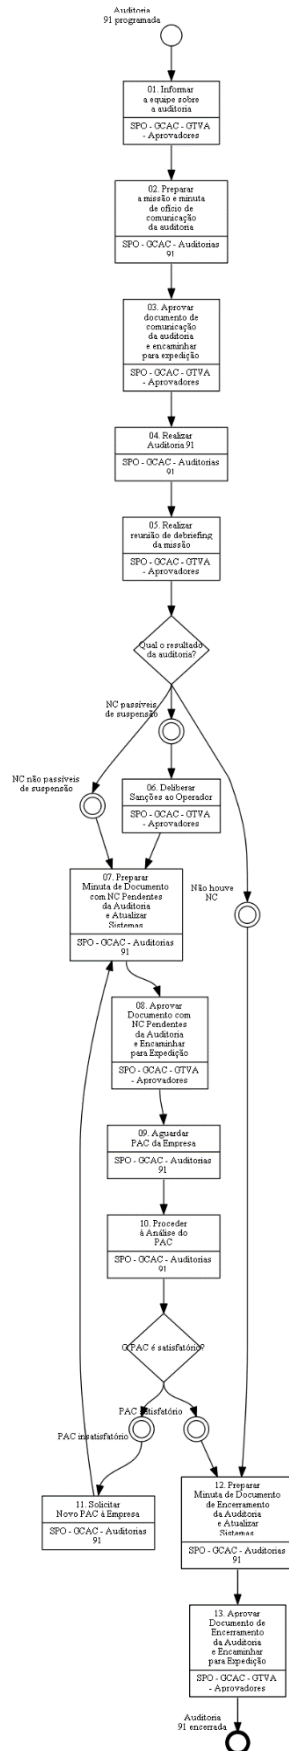 Auditoria
91 programada
01. Informar
a equipe sobre
a auditoria
SPO - GCAC - GTVA
- Aprovadores
02. Preparar
a missão e minuta
de ofício de
comunicação
da auditoria
SPO - GCAC - Auditorias
91
03. Aprovar
documento de
comunicação
da auditoria
e encaminhar
para expedição
SPO - GCAC - GTVA
- Aprovadores
04. Realizar
Auditoria 91
SPO - GCAC - Auditorias
91
05. Realizar
reunião de debriefing
da missão
SPO - GCAC - GTVA
- Aprovadores
Qual o resultado
da auditoria?
NC passíveis
de suspensão
NC não passíveis
de suspensão
06. Deliberar
Sanções ao Operador
SPO - GCAC - GTVA
- Aprovadores
07. Preparar
Minuta de Documento
com NC Pendentes
da Auditoria
e Atualizar
Sistemas
SPO - GCAC - Auditorias
91
Não houve
NC
08. Aprovar
Documento com
NC Pendentes
da Auditoria
e Encaminhar
para Expedição
SPO - GCAC - GTVA
- Aprovadores
09. Aguardar
PAC da Empresa
SPO - GCAC - Auditorias
91
10. Proceder
à Análise do
PAC
SPO - GCAC - Auditorias
91
O PAC é satisfatório?
PAC satisfatório
PAC insatisfatório
11. Solicitar
Novo PAC à Empresa
SPO - GCAC - Auditorias
91
12. Preparar
Minuta de Documento
de Encerramento
da Auditoria
e Atualizar
Sistemas
SPO - GCAC - Auditorias
91
13. Aprovar
Documento de
Encerramento
da Auditoria
e Encaminhar
para Expedição
SPO - GCAC - GTVA
- Aprovadores
Auditoria
91 encerrada